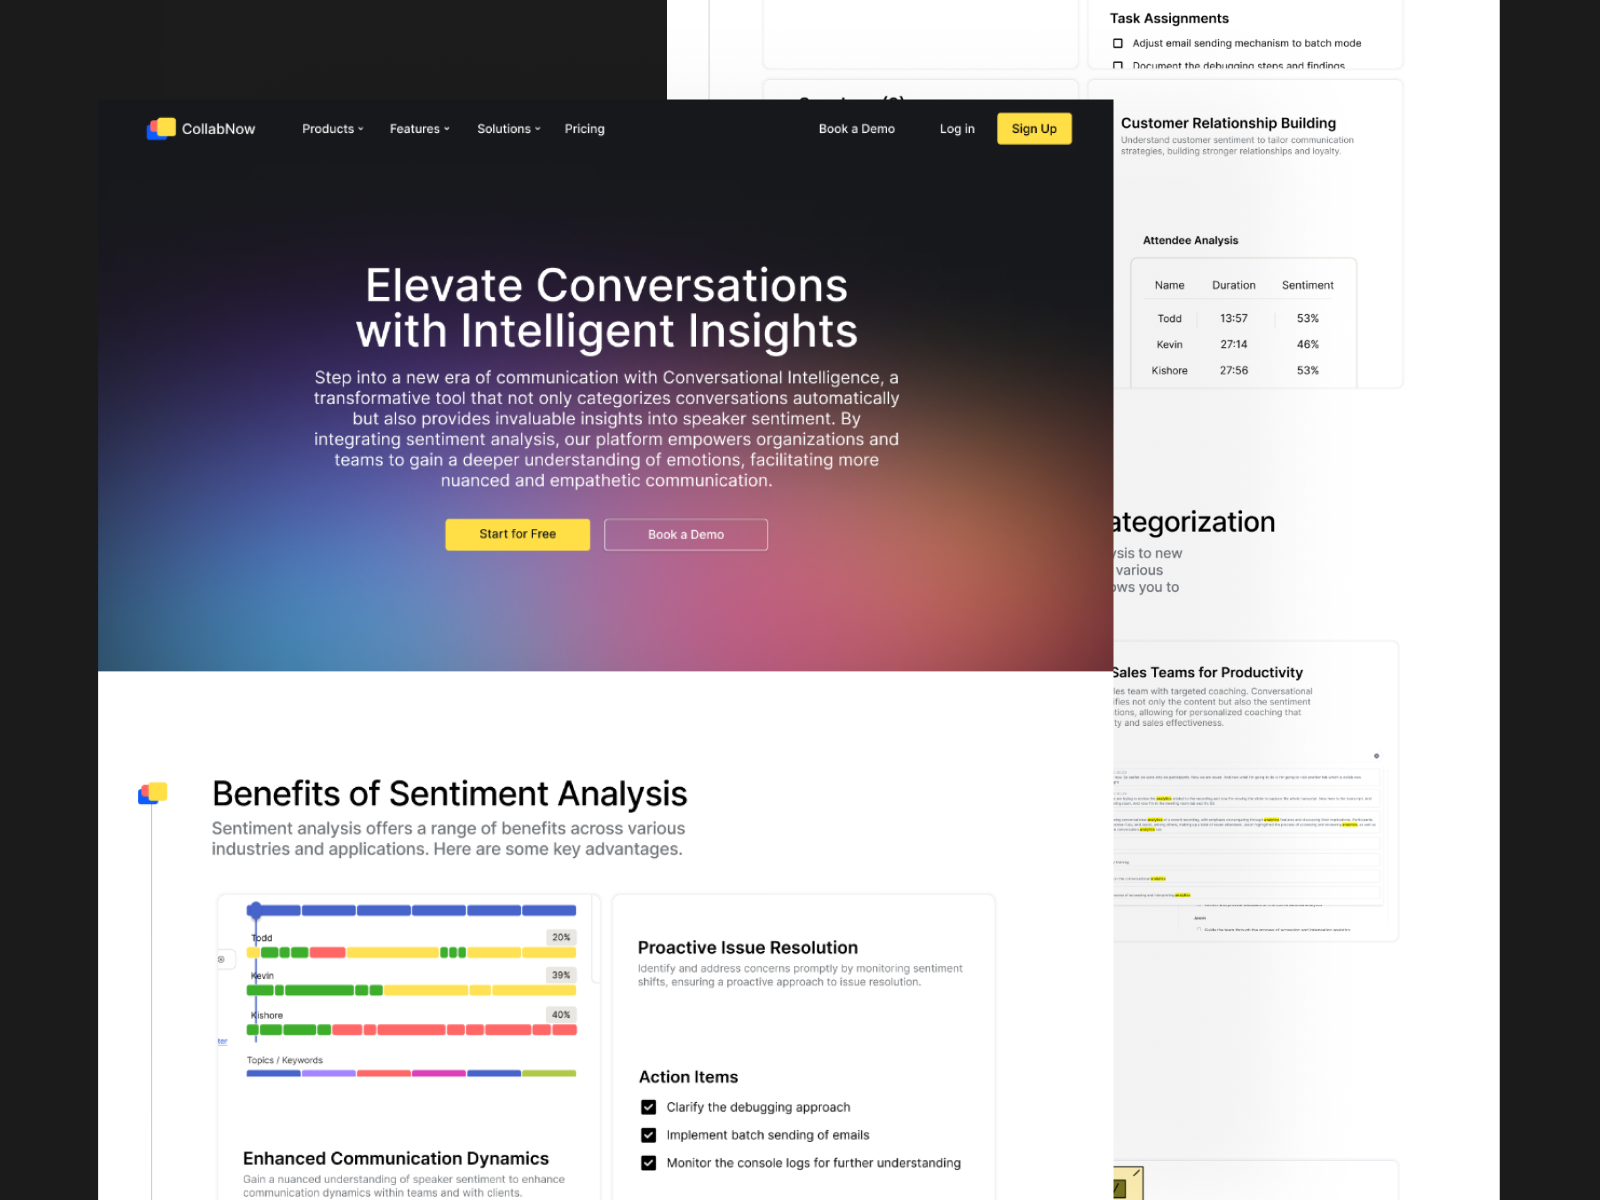 CollabNow
Products
Features
Solutions
Pricing
Book a Demo
Log in
Sign Up
Elevate Conversations
with Intelligent Insights
Step into a new era of communication with Conversational Intelligence, a
transformative tool that not only categorizes conversations automatically
but also provides invaluable insights into speaker sentiment. By
integrating sentiment analysis, our platform empowers organizations and
teams to gain a deeper understanding of emotions, facilitating more
nuanced and empathetic communication.
Start for Free
Book a Demo
Benefits of Sentiment Analysis
Sentiment analysis offers a range of benefits across various
industries and applications. Here are some key advantages.
Todd
20%
Kevin
39%
Kishore
40%
Topics / Keywords
Enhanced Communication Dynamics
Gain a nuanced understanding of speaker sentiment to enhance
communication dynamics within teams and with clients.
Proactive Issue Resolution
Identify and address concerns promptly by monitoring sentiment
shifts, ensuring a proactive approach to issue resolution.
Action Items
Clarify the debugging approach
Implement batch sending of emails
Monitor the console logs for further understanding
Task Assignments
Adjust email sending mechanism to batch mode
Document the debugging steps and findings
Customer Relationship Building
Understand customer sentiment to tailor communication
strategies, building stronger relationships and loyalty.
Attendee Analysis
Name Duration Sentiment
Todd 13:57 53%
Kevin 27:14 46%
Kishore 27:56 53%
ategorization
ysis to new
various
ows you to
Sales Teams for Productivity
les team with targeted coaching. Conversational
ifies not only the content but also the sentiment
tions, allowing for personalized coaching that
ty and sales effectiveness.